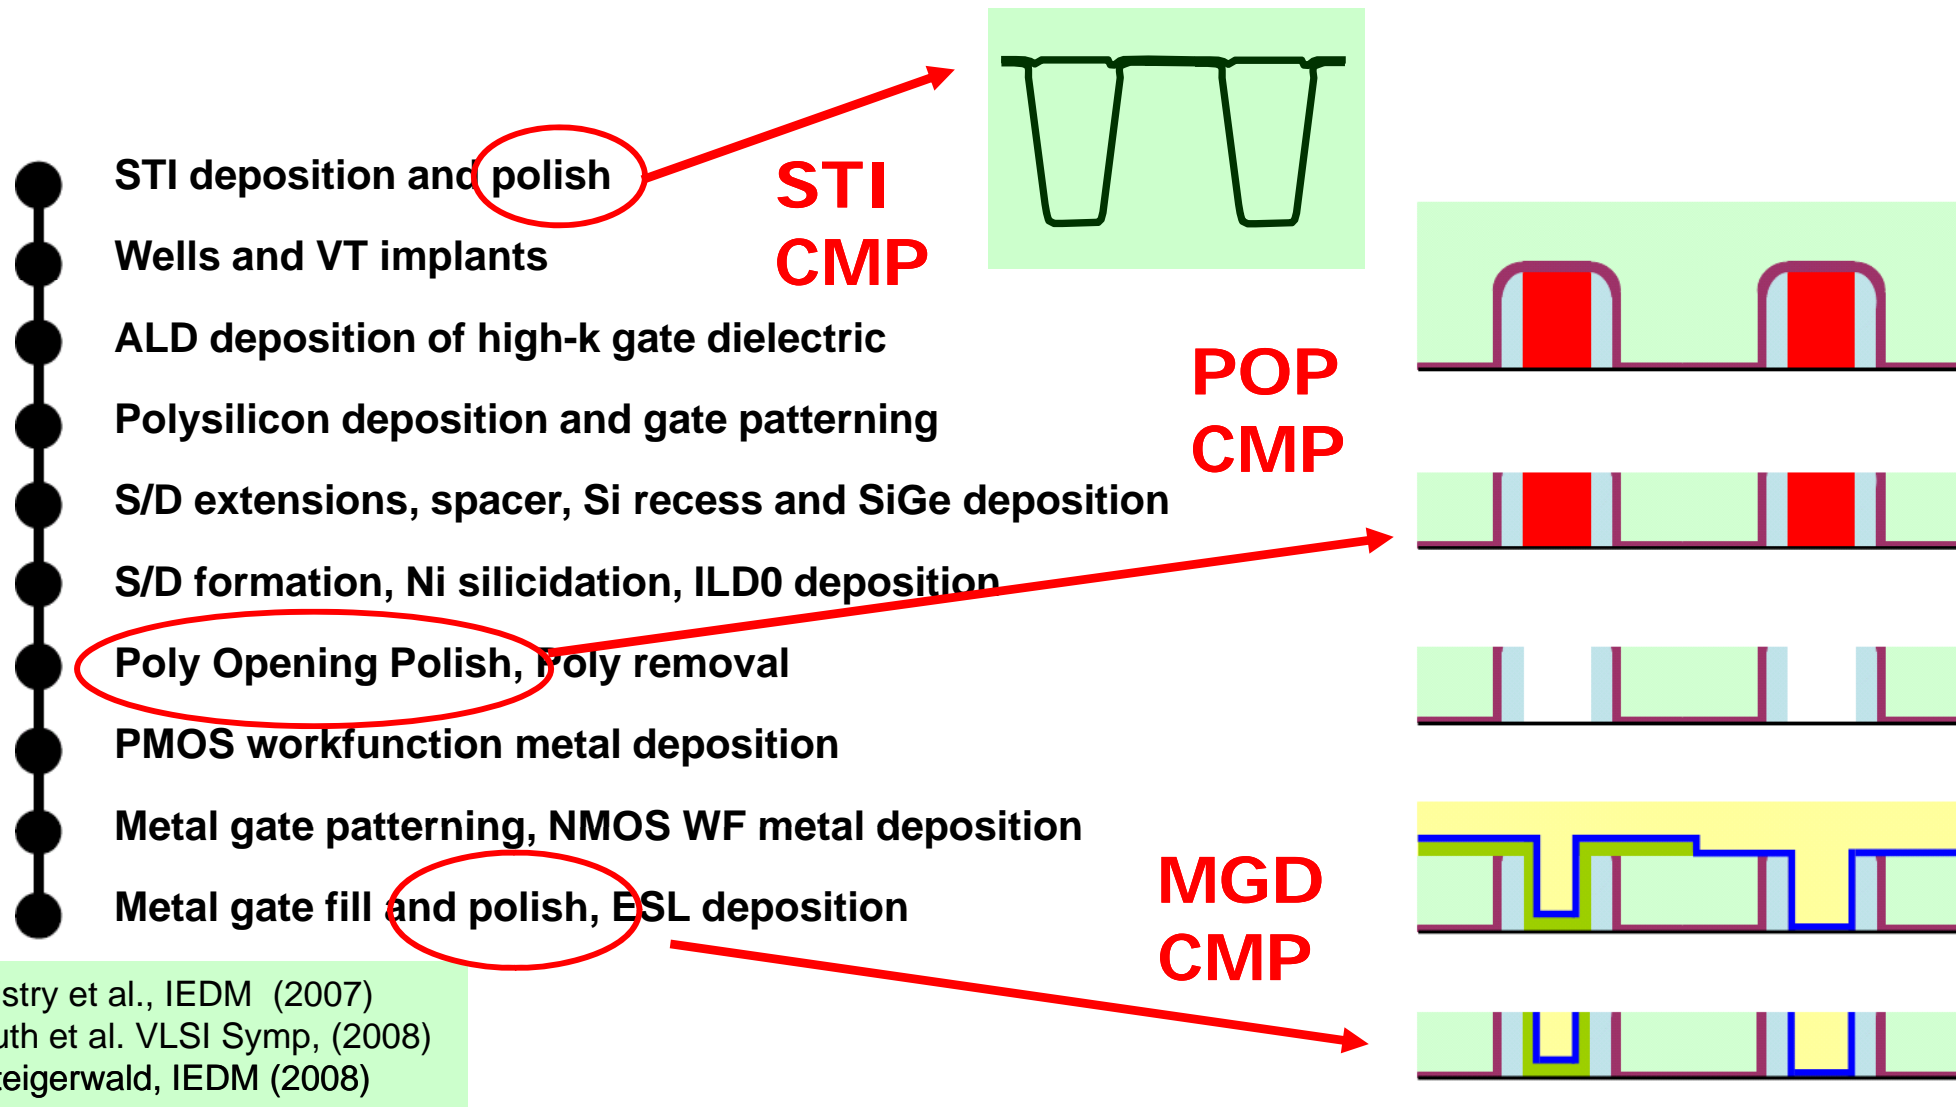 STI deposition and polish
Wells and VT implants
ALD deposition of high-k gate dielectric
Polysilicon deposition and gate patterning
S/D extensions, spacer, Si recess and SiGe deposition
S/D formation, Ni silicidation, ILD0 deposition
Poly Opening Polish, Poly removal
PMOS workfunction metal deposition
Metal gate patterning, NMOS WF metal deposition
Metal gate fill and polish, ESL deposition
STI
CMP
POP
CMP
MGD
CMP
stry et al., IEDM (2007)
uth et al. VLSI Symp, (2008)
teigerwald, IEDM (2008)